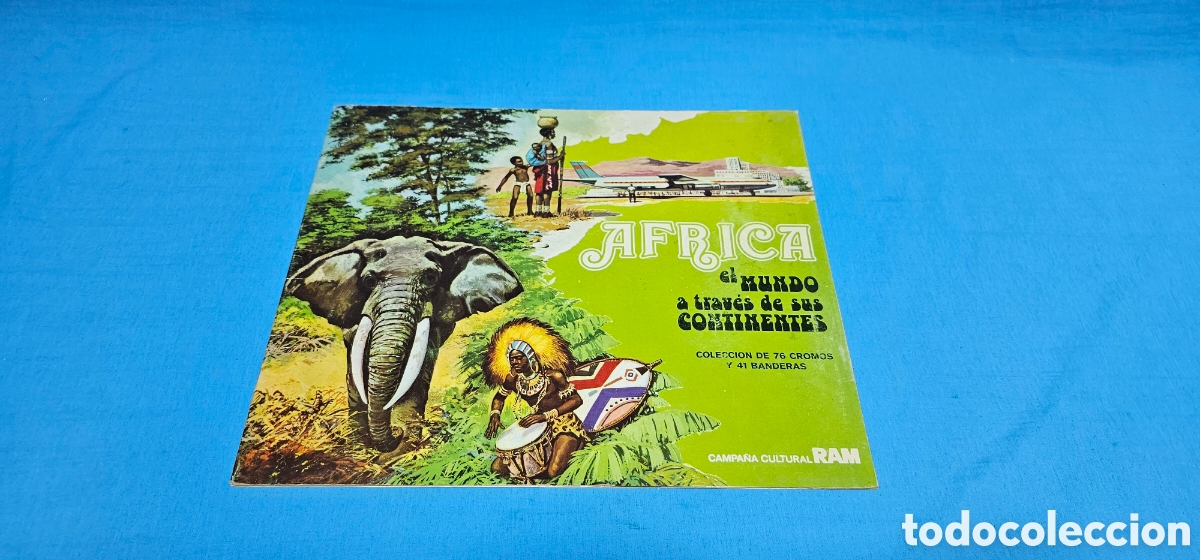 AFRICA
el MUNDO
a través de sus
CONTINENTES
COLECCION DE 76 CROMOS
Y 41 BANDERAS
CAMPAÑA CULTURAL RAM
todocoleccion